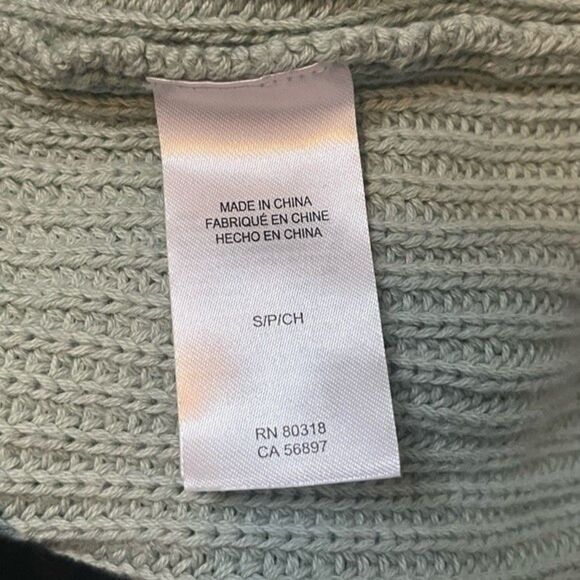 MADE IN CHINA
FABRIQUÉ EN CHINE
HECHO EN CHINA
S/P/CH
RN 80318
CA 56897